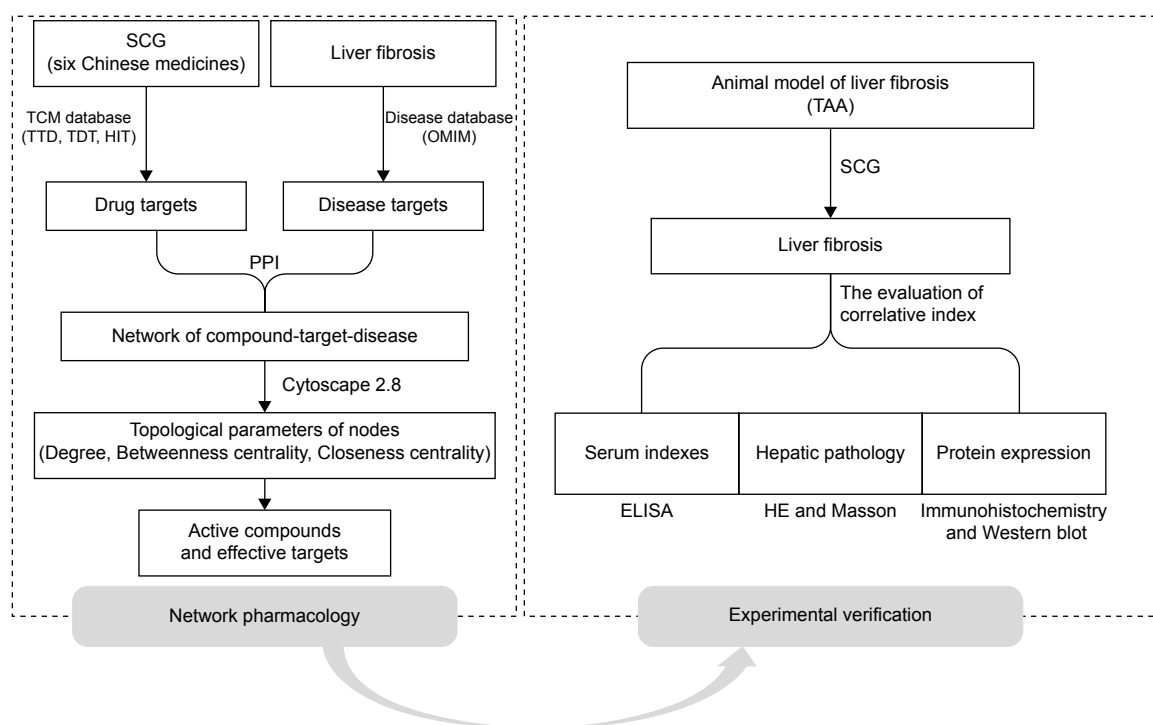 SCG
(six Chinese medicines)
Liver fibrosis
TCM database
(TTD, TDT, HIT)
Disease database
(OMIM)
Drug targets
Disease targets
PPI
Network of compound-target-disease
Cytoscape 2.8
Topological parameters of nodes
(Degree, Betweenness centrality, Closeness centrality)
Active compounds
and effective targets
Network pharmacology
Animal model of liver fibrosis
(TAA)
SCG
Liver fibrosis
The evaluation of
correlative index
Serum indexes
Hepatic pathology
Protein expression
ELISA
HE and Masson
Immunohistochemistry
and Western blot
Experimental verification